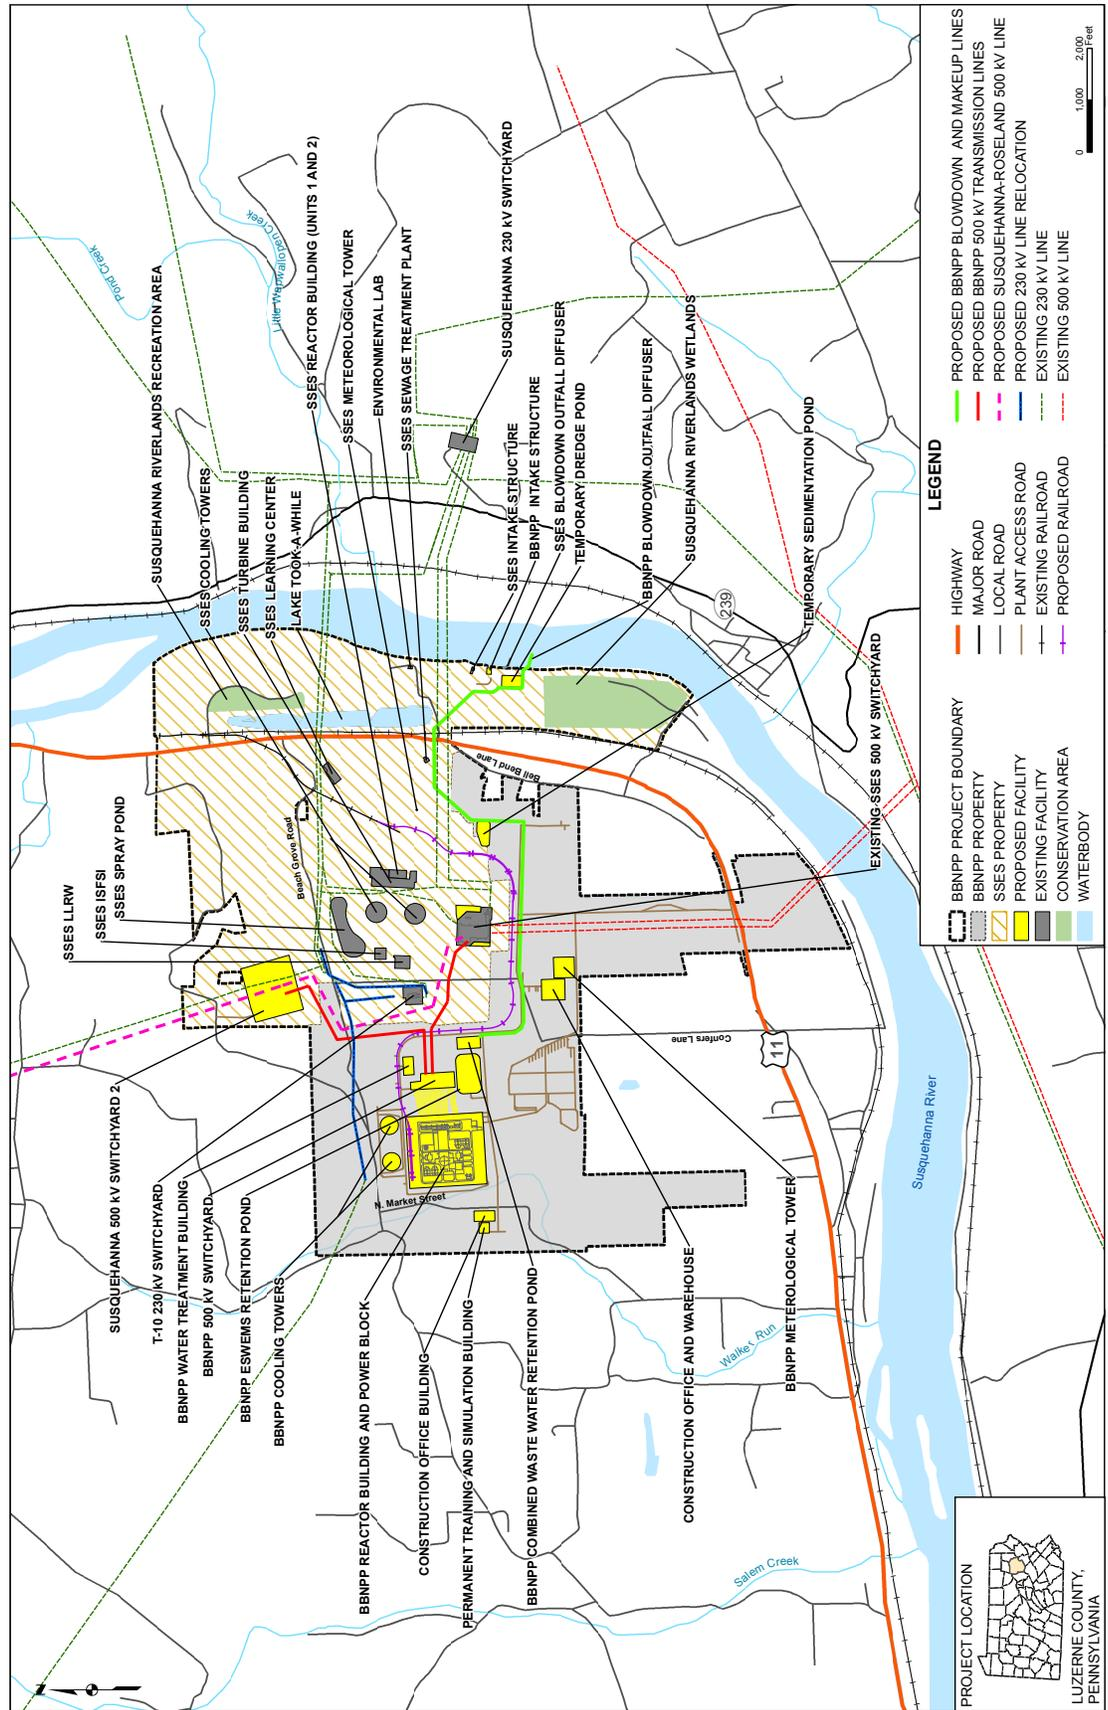 Pond Creek
Little Wapwallopen Creek
SUSQUEHANNA RIVERLANDS RECREATION AREA
SSES COOLING TOWERS
SSES TURBINE BUILDING
SSES LEARNING CENTER
LAKE TOOK-A-WHILE
SSES REACTOR BUILDING (UNITS 1 AND 2)
SSES METEOROLOGICAL TOWER
ENVIRONMENTAL LAB
SSES SEWAGE TREATMENT PLANT
SUSQUEHANNA 230 kV SWITCHYARD
SSES INTAKE STRUCTURE
BBNPP INTAKE STRUCTURE
SSES BLOWDOWN OUTFALL DIFFUSER
TEMPORARY DREDGE POND
BBNPP BLOWDOWN OUTFALL DIFFUSER
SUSQUEHANNA RIVERLANDS WETLANDS
TEMPORARY SEDIMENTATION POND
239
SSES LLRW
SSES ISFSI
SSES SPRAY POND
Beach Grove Road
Bell Bend Lane
EXISTING SSES 500 kV SWITCHYARD
SUSQUEHANNA 500 kV SWITCHYARD 2
T-10 230 kV SWITCHYARD
BBNPP WATER TREATMENT BUILDING
BBNPP 500 kV SWITCHYARD
BBNPP ESWEMS RETENTION POND
BBNPP COOLING TOWERS
N. Market Street
Confers Lane
11
BBNPP REACTOR BUILDING AND POWER BLOCK
CONSTRUCTION OFFICE BUILDING
PERMANENT TRAINING AND SIMULATION BUILDING
BBNPP COMBINED WASTE WATER RETENTION POND
CONSTRUCTION OFFICE AND WAREHOUSE
BBNPP METEROLOGICAL TOWER
Walker Run
Salem Creek
Susquehanna River
N
PROJECT LOCATION
LUZERNE COUNTY,
PENNSYLVANIA
LEGEND
BBNPP PROJECT BOUNDARY
BBNPP PROPERTY
SSES PROPERTY
PROPOSED FACILITY
EXISTING FACILITY
CONSERVATION AREA
WATERBODY
HIGHWAY
MAJOR ROAD
LOCAL ROAD
PLANT ACCESS ROAD
EXISTING RAILROAD
PROPOSED RAILROAD
PROPOSED BBNPP BLOWDOWN AND MAKEUP LINES
PROPOSED BBNPP 500 kV TRANSMISSION LINES
PROPOSED SUSQUEHANNA-ROSELAND 500 kV LINE
PROPOSED 230 kV LINE RELOCATION
EXISTING 230 kV LINE
EXISTING 500 kV LINE
0 1,000 2,000
Feet